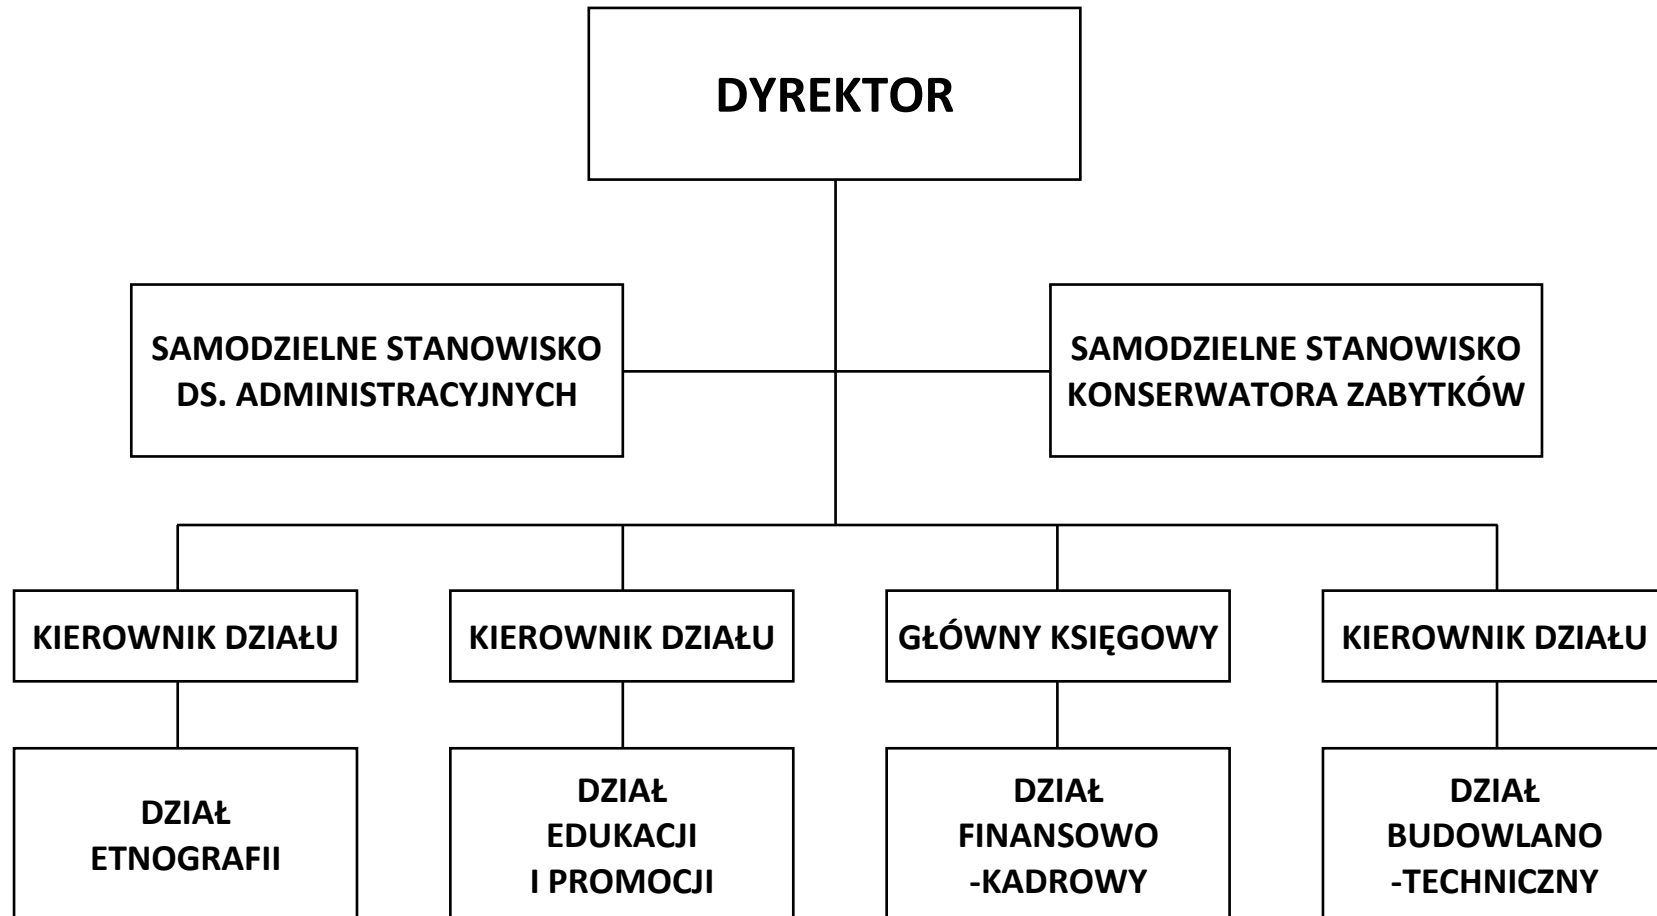 DYREKTOR
SAMODZIELNE STANOWISKO
DS. ADMINISTRACYJNYCH
SAMODZIELNE STANOWISKO
KONSERWATORA ZABYTKÓW
KIEROWNIK DZIAŁU
KIEROWNIK DZIAŁU
GŁÓWNY KSIĘGOWY
KIEROWNIK DZIAŁU
DZIAŁ
ETNOGRAFII
DZIAŁ
EDUKACJI
I PROMOCJI
DZIAŁ
FINANSOWO
-KADROWY
DZIAŁ
BUDOWLANO
-TECHNICZNY